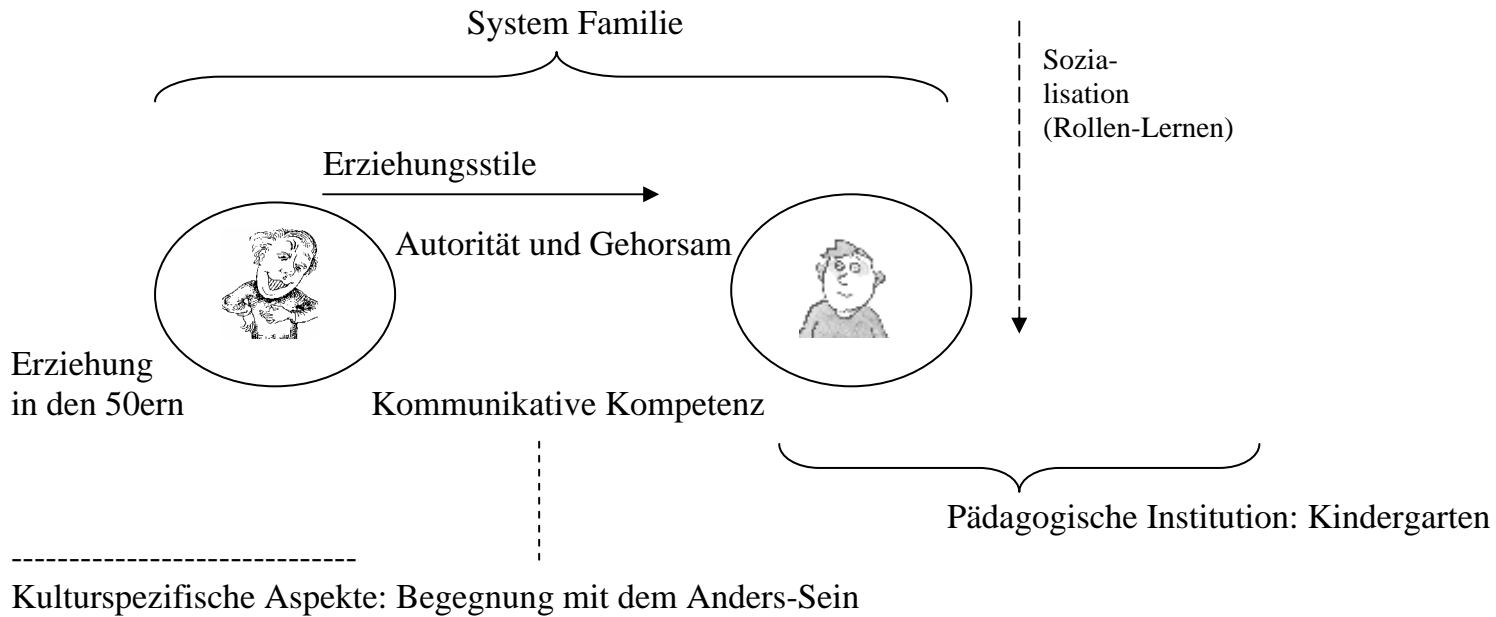 System Familie
Sozia-
lisation
(Rollen-Lernen)
Erziehungsstile
Autorität und Gehorsam
Erziehung
in den 50ern
Kommunikative Kompetenz
Pädagogische Institution: Kindergarten
Kulturspezifische Aspekte: Begegnung mit dem Anders-Sein